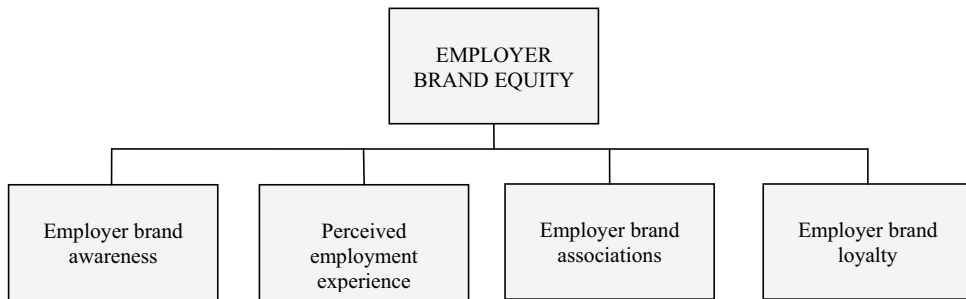 EMPLOYER
BRAND EQUITY
Employer brand
awareness
Perceived
employment
experience
Employer brand
associations
Employer brand
loyalty